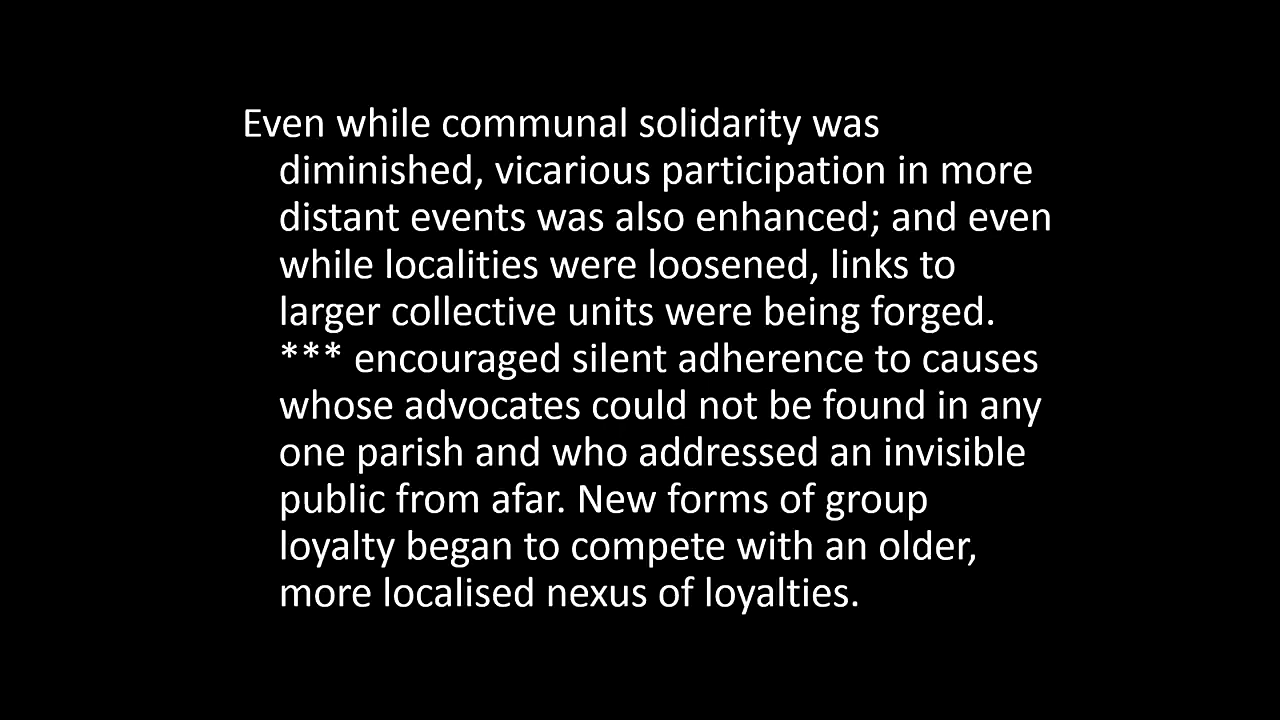 Even while communal solidarity was
diminished, vicarious participation in more
distant events was also enhanced; and even
while localities were loosened, links to
larger collective units were being forged.
*** encouraged silent adherence to causes
whose advocates could not be found in any
one parish and who addressed an invisible
public from afar. New forms of group
loyalty began to compete with an older,
more localised nexus of loyalties.